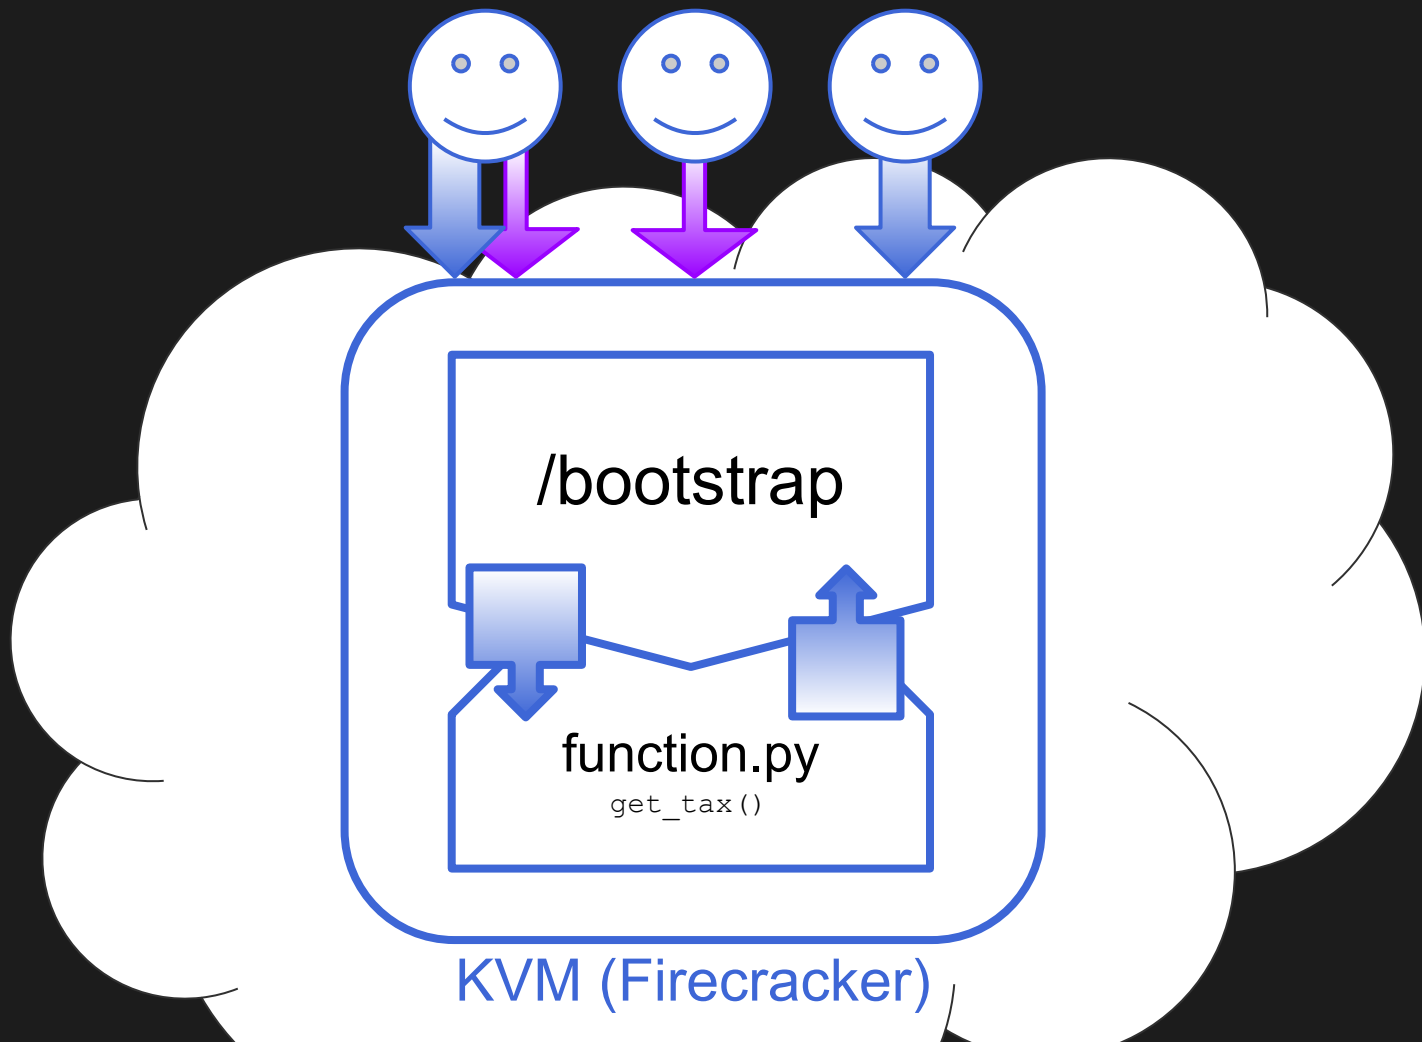 /bootstrap
function.py
get_tax()
KVM (Firecracker)